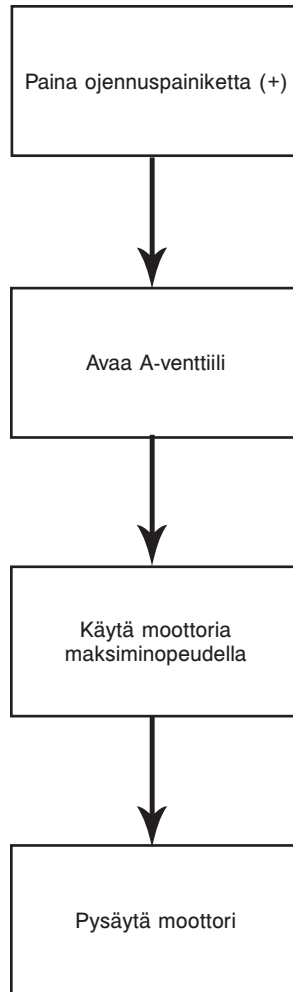 Paina ojennuspainiketta (+)
Avaa A-venttiili
Käytä moottoria
maksiminopeudella
Pysäytä moottori